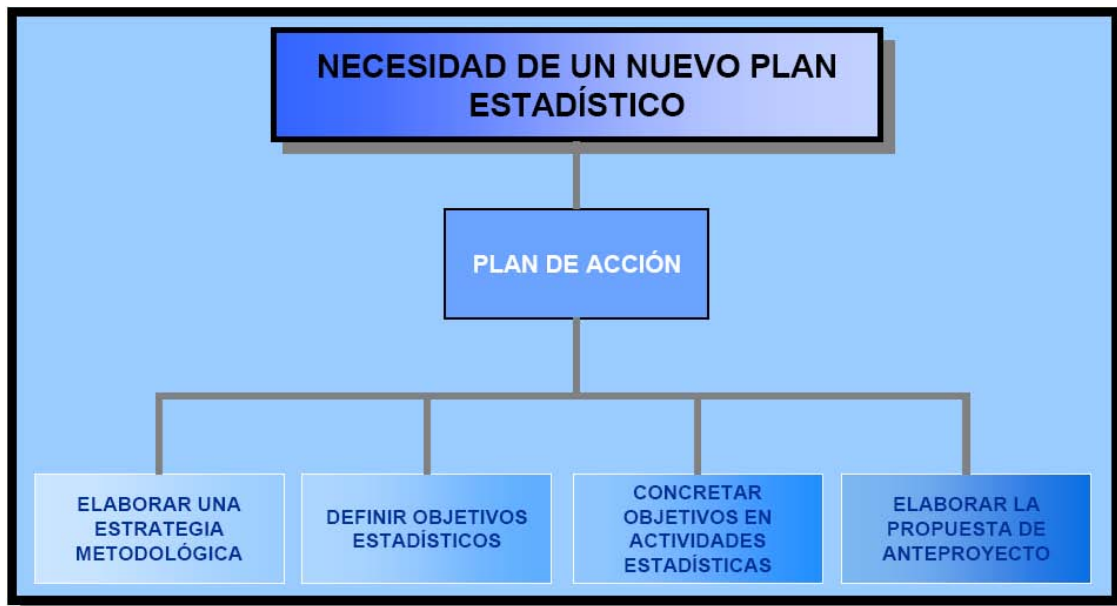 NECESIDAD DE UN NUEVO PLAN
ESTADÍSTICO
PLAN DE ACCIÓN
ELABORAR UNA
ESTRATEGIA
METODOLÓGICA
DEFINIR OBJETIVOS
ESTADÍSTICOS
CONCRETAR
OBJETIVOS EN
ACTIVIDADES
ESTADÍSTICAS
ELABORAR LA
PROPUESTA DE
ANTEPROYECTO